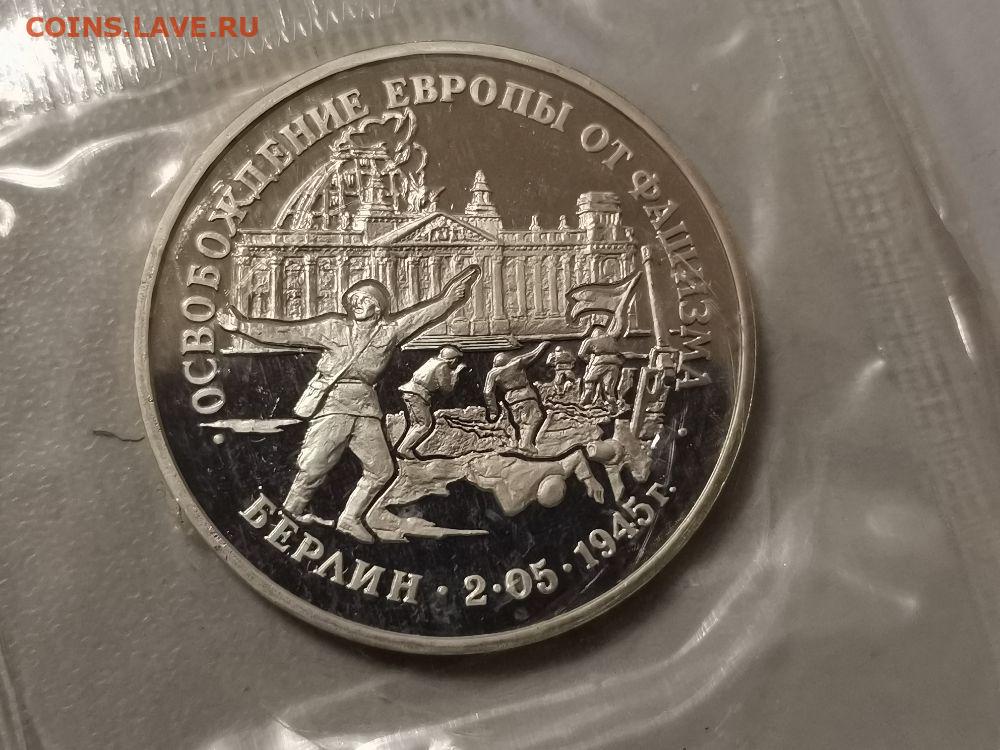 COINS.LAVE.RU
· ОСВОБОЖДЕНИЕ ЕВРОПЫ ОТ ФАШИЗМА ·
БЕРЛИН · 2·05·1945г.